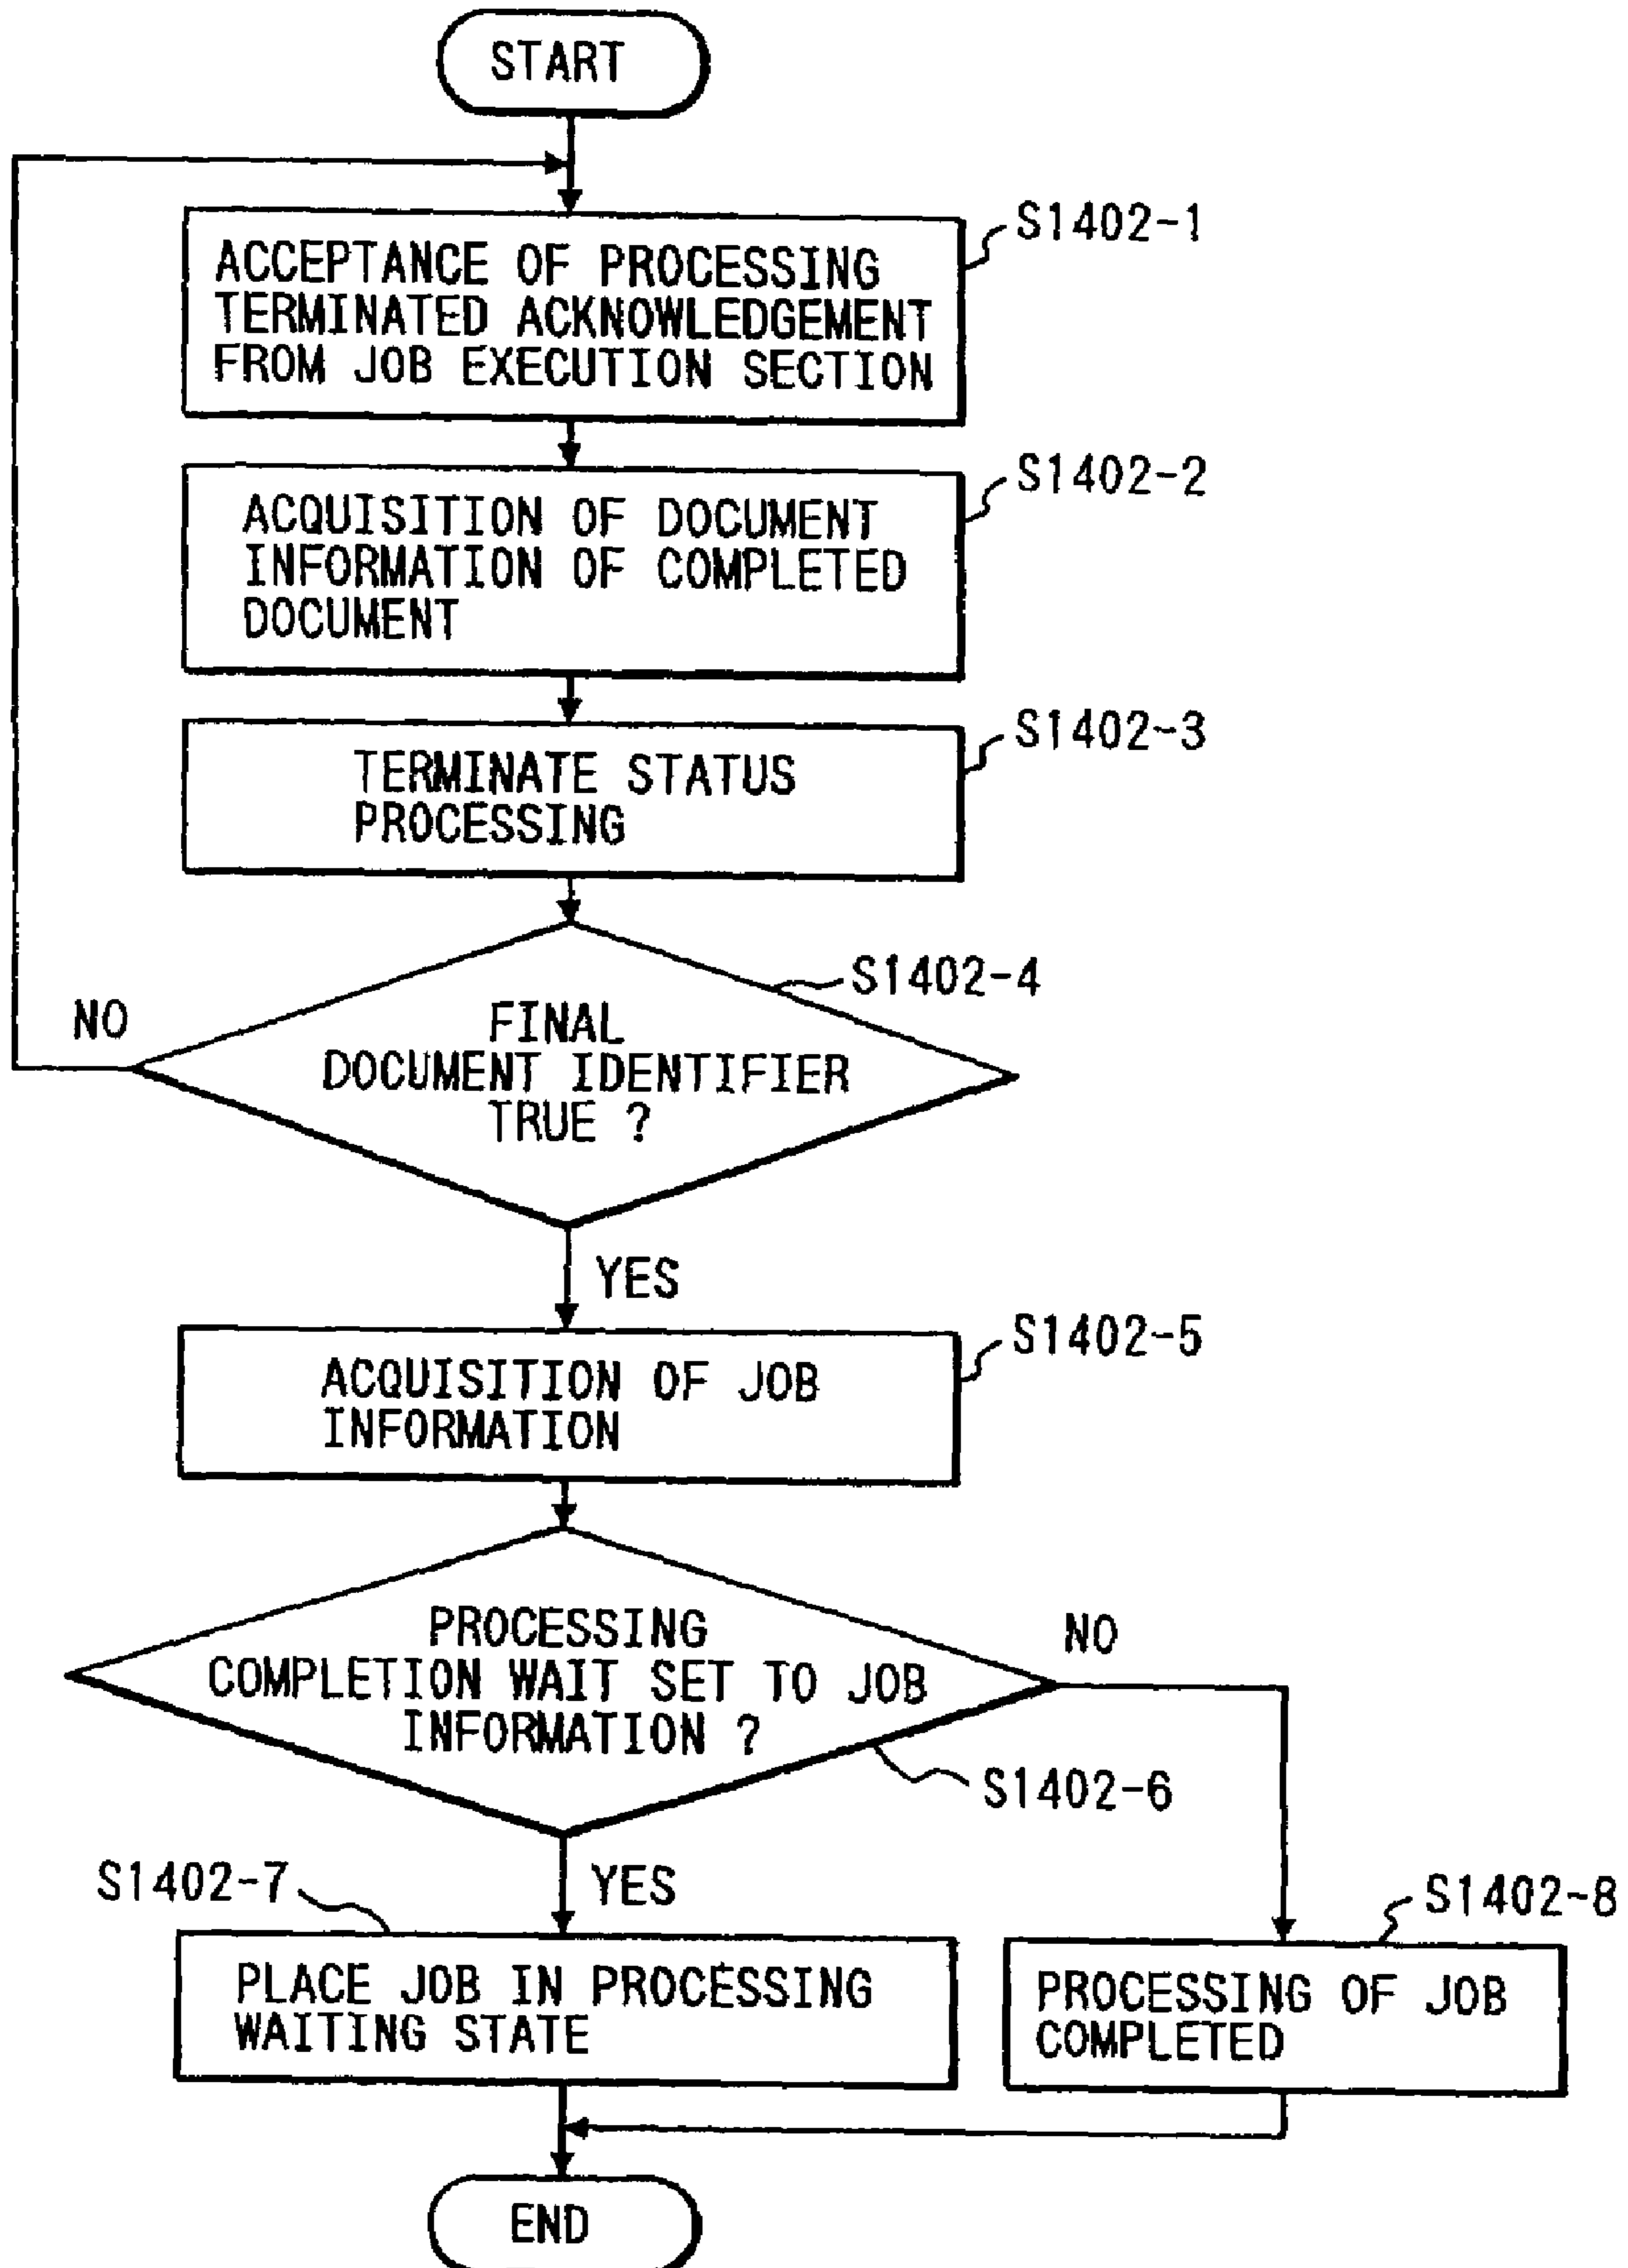 START
S1402-1
ACCEPTANCE OF PROCESSING
TERMINATED ACKNOWLEDGEMENT
FROM JOB EXECUTION SECTION
S1402-2
ACQUISITION OF DOCUMENT
INFORMATION OF COMPLETED
DOCUMENT
S1402-3
TERMINATE STATUS
PROCESSING
S1402-4
NO
FINAL
DOCUMENT IDENTIFIER
TRUE ?
YES
S1402-5
ACQUISITION OF JOB
INFORMATION
PROCESSING
COMPLETION WAIT SET TO JOB
INFORMATION ?
NO
S1402-6
YES
S1402-7
PLACE JOB IN PROCESSING
WAITING STATE
S1402-8
PROCESSING OF JOB
COMPLETED
END